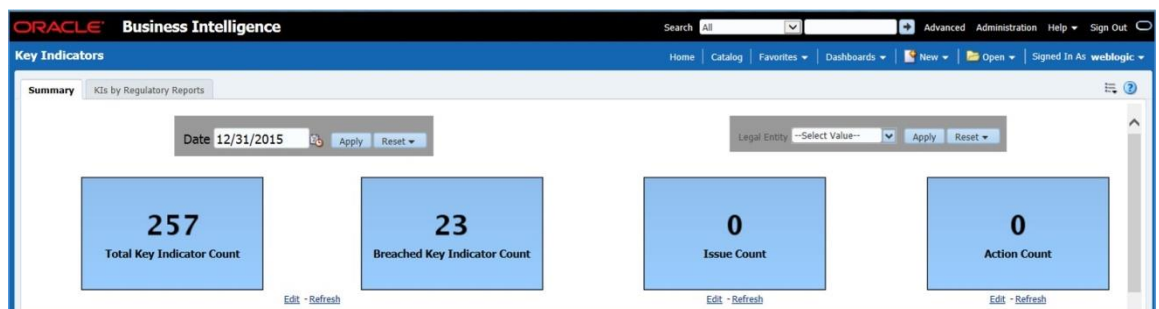 ORACLE Business Intelligence
Search All Advanced Administration Help Sign Out
Key Indicators
Home Catalog Favorites Dashboards New Open Signed In As weblogic
Summary KIs by Regulatory Reports
Date 12/31/2015 Apply Reset
Legal Entity --Select Value-- Apply Reset
257
Total Key Indicator Count
23
Breached Key Indicator Count
0
Issue Count
0
Action Count
Edit - Refresh
Edit - Refresh
Edit - Refresh